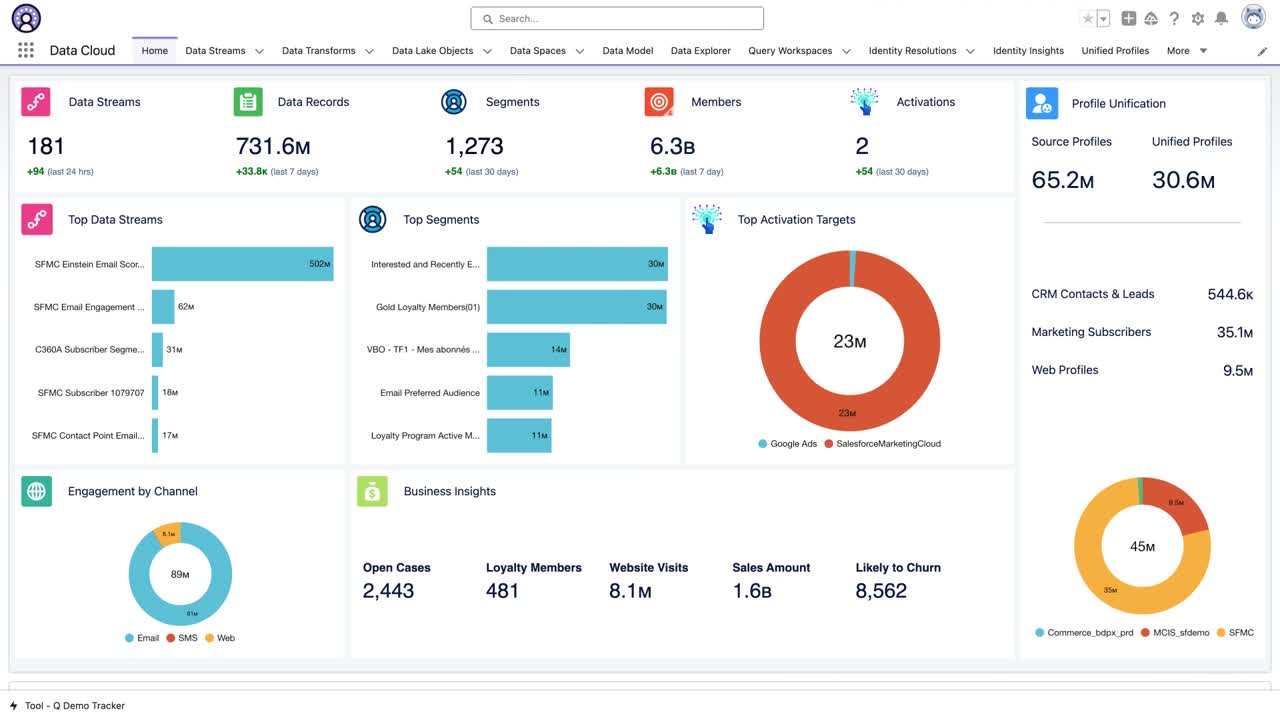 Search...
Data Cloud
Home
Data Streams
Data Transforms
Data Lake Objects
Data Spaces
Data Model
Data Explorer
Query Workspaces
Identity Resolutions
Identity Insights
Unified Profiles
More
Data Streams
181
+94 (last 24 hrs)
Data Records
731.6M
+33.8K (last 7 days)
Segments
1,273
+54 (last 30 days)
Members
6.3B
+6.3B (last 7 day)
Activations
2
+54 (last 30 days)
Profile Unification
Source Profiles
65.2M
Unified Profiles
30.6M
CRM Contacts & Leads 544.6K
Marketing Subscribers 35.1M
Web Profiles 9.5M
9.5M
45M
35M
Commerce_bdpx_prd MCIS_sfdemo SFMC
Top Data Streams
SFMC Einstein Email Scor... 502M
SFMC Email Engagement ... 62M
C360A Subscriber Segme... 31M
SFMC Subscriber 1079707 18M
SFMC Contact Point Email... 17M
Top Segments
Interested and Recently E... 30M
Gold Loyalty Members(01) 30M
VBO - TF1 - Mes abonnés ... 14M
Email Preferred Audience 11M
Loyalty Program Active M... 11M
Top Activation Targets
23M
23M
Google Ads SalesforceMarketingCloud
Engagement by Channel
8.1M
89M
81M
Email SMS Web
Business Insights
Open Cases
2,443
Loyalty Members
481
Website Visits
8.1M
Sales Amount
1.6B
Likely to Churn
8,562
Tool - Q Demo Tracker